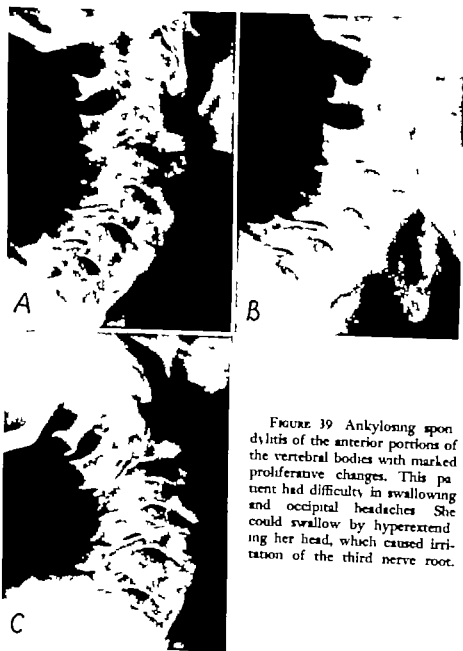 A
B
C
FIGURE 39 Ankylosing spon
dylitis of the anterior portions of
the vertebral bodies with marked
proliferative changes. This pa
tient had difficulty in swallowing
and occipital headaches She
could swallow by hyperextend
ing her head, which caused irri-
tation of the third nerve root.